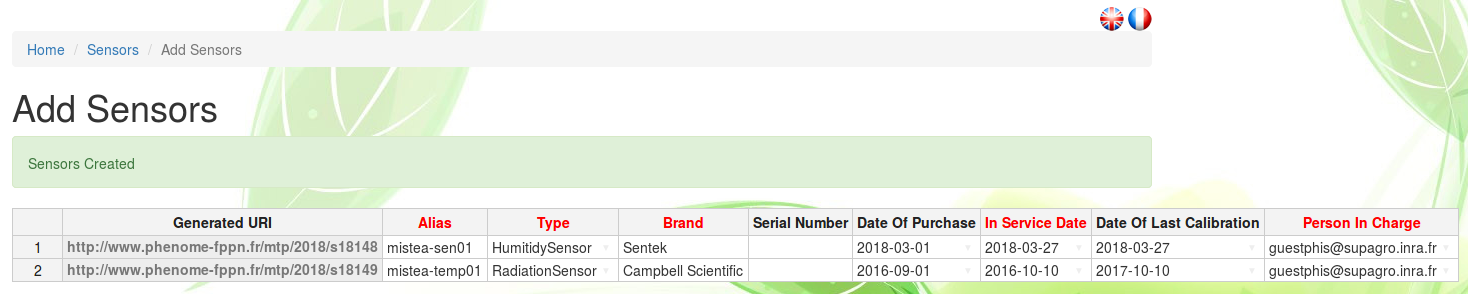 Home / Sensors / Add Sensors
Add Sensors
Sensors Created
Generated URI Alias Type Brand Serial Number Date Of Purchase In Service Date Date Of Last Calibration Person In Charge
1 http://www.phenome-fppn.fr/mtp/2018/s18148 mistea-sen01 HumitidySensor Sentek 2018-03-01 2018-03-27 2018-03-27 guestphis@supagro.inra.fr
2 http://www.phenome-fppn.fr/mtp/2018/s18149 mistea-temp01 RadiationSensor Campbell Scientific 2016-09-01 2016-10-10 2017-10-10 guestphis@supagro.inra.fr